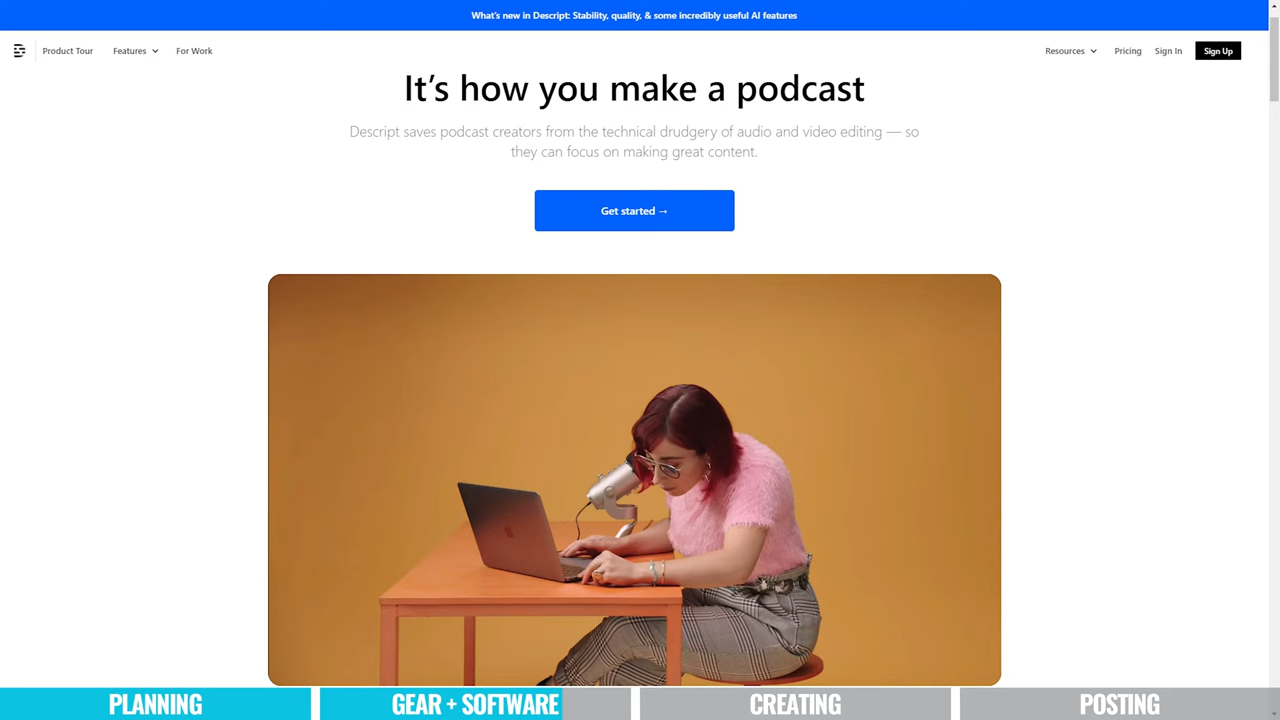 What's new in Descript: Stability, quality, & some incredibly useful AI features
Product Tour
Features
For Work
Resources
Pricing
Sign In
Sign Up
It's how you make a podcast
Descript saves podcast creators from the technical drudgery of audio and video editing — so
they can focus on making great content.
Get started →
PLANNING
GEAR + SOFTWARE
CREATING
POSTING